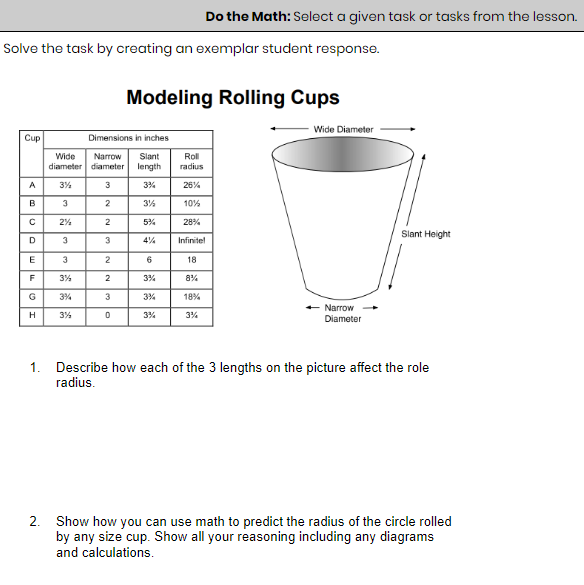 Do the Math: Select a given task or tasks from the lesson.
Solve the task by creating an exemplar student response.
Modeling Rolling Cups
Cup Dimensions in inches
Wide diameter Narrow diameter Slant length Roll radius
A 3½ 3 3¾ 26¼
B 3 2 3½ 10½
C 2½ 2 5¾ 28¾
D 3 3 4¼ Infinite!
E 3 2 6 18
F 3½ 2 3¾ 8¾
G 3¾ 3 3¾ 18¾
H 3½ 0 3¾ 3¾
Wide Diameter
Slant Height
Narrow
Diameter
1. Describe how each of the 3 lengths on the picture affect the role
radius.
2. Show how you can use math to predict the radius of the circle rolled
by any size cup. Show all your reasoning including any diagrams
and calculations.